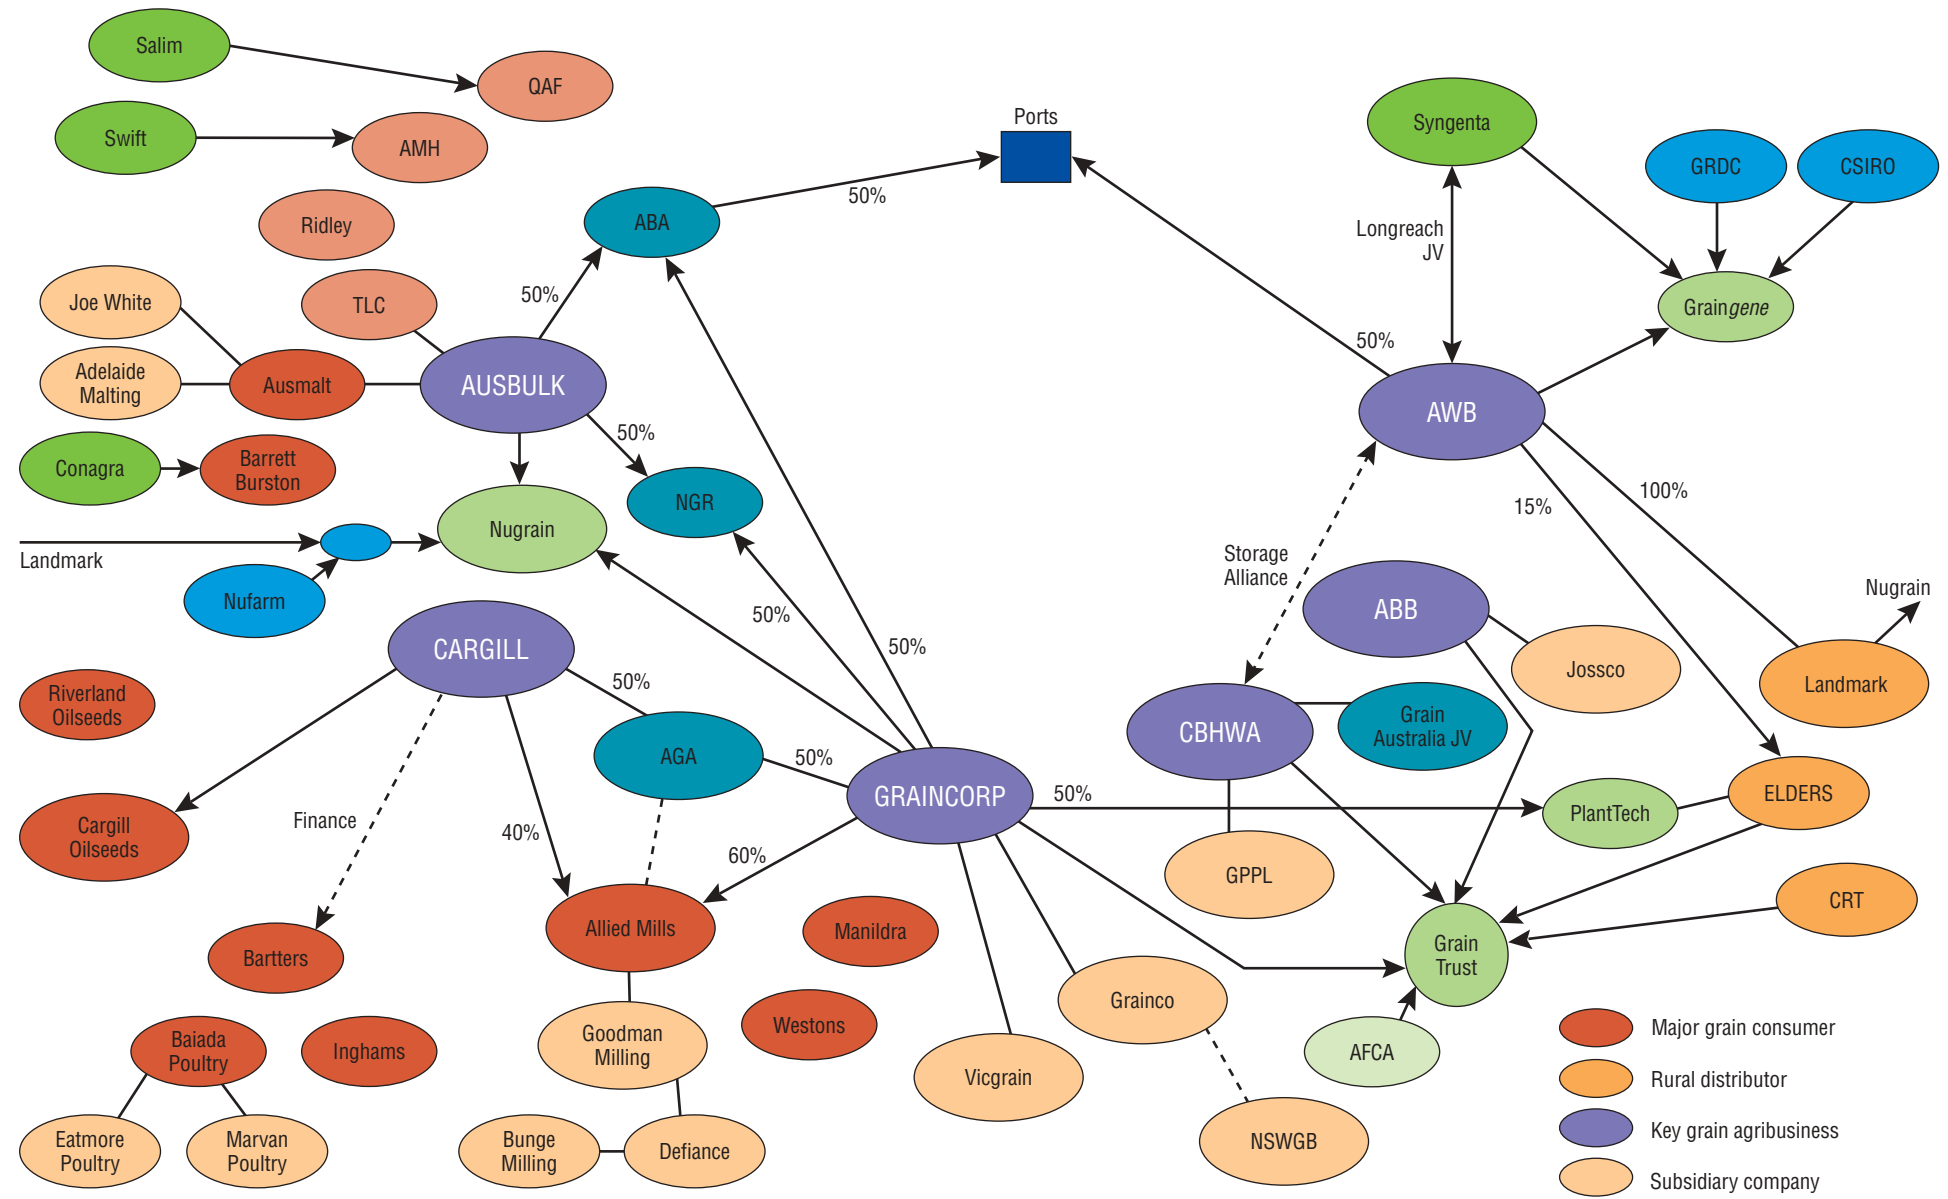 Salim
QAF
Swift
AMH
Ports
Syngenta
GRDC
CSIRO
Ridley
ABA
50%
Longreach
JV
Joe White
TLC
50%
Graingene
50%
Adelaide
Malting
Ausmalt
AUSBULK
AWB
50%
Conagra
Barrett
Burston
NGR
100%
15%
Landmark
Nugrain
Storage
Alliance
Nufarm
50%
ABB
Nugrain
CARGILL
50%
Jossco
Riverland
Oilseeds
50%
Landmark
AGA
50%
CBHWA
Grain
Australia JV
GRAINCORP
50%
PlantTech
ELDERS
Cargill
Oilseeds
Finance
40%
60%
GPPL
CRT
Bartters
Allied Mills
Manildra
Grain
Trust
Westons
Grainco
Baiada
Poultry
Inghams
Goodman
Milling
Vicgrain
AFCA
Eatmore
Poultry
Marvan
Poultry
Bunge
Milling
Defiance
NSWGB
Major grain consumer
Rural distributor
Key grain agribusiness
Subsidiary company